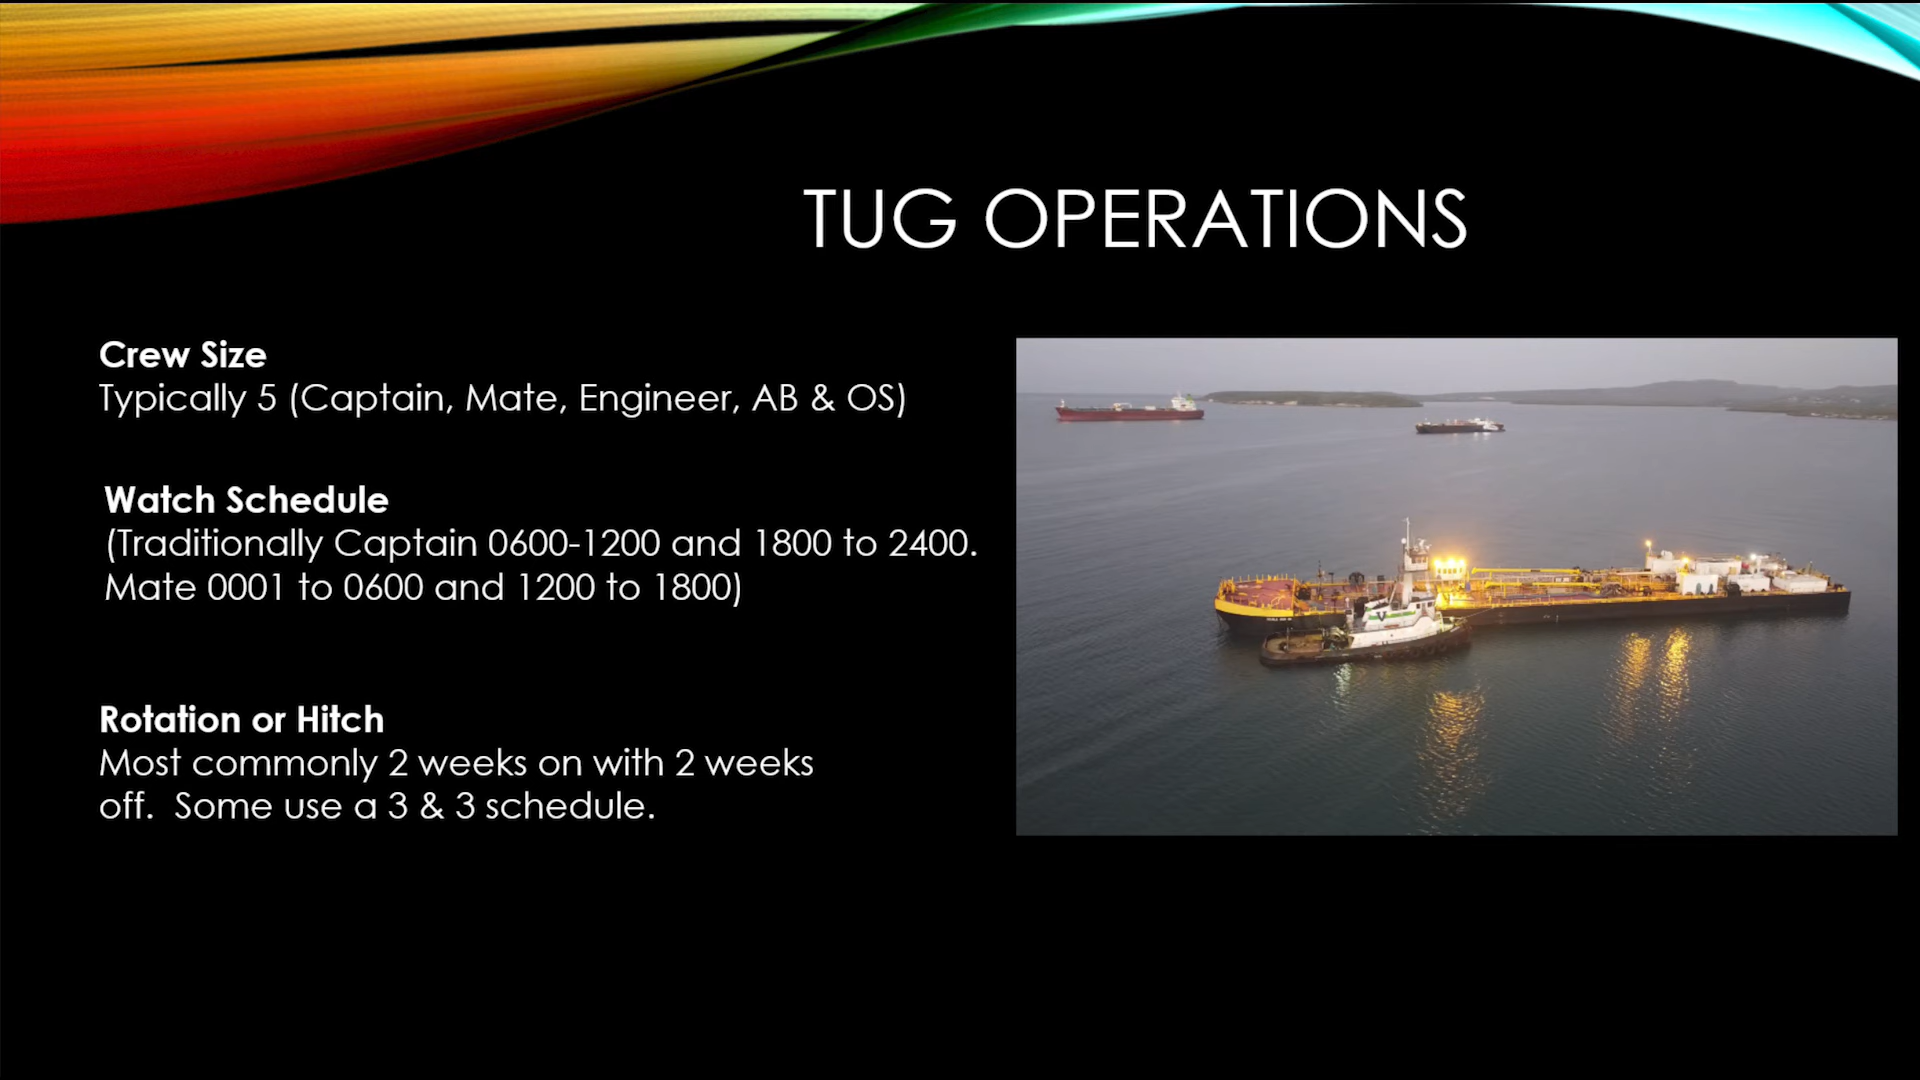 TUG OPERATIONS
Crew Size
Typically 5 (Captain, Mate, Engineer, AB & OS)
Watch Schedule
(Traditionally Captain 0600-1200 and 1800 to 2400.
Mate 0001 to 0600 and 1200 to 1800)
Rotation or Hitch
Most commonly 2 weeks on with 2 weeks
off.  Some use a 3 & 3 schedule.